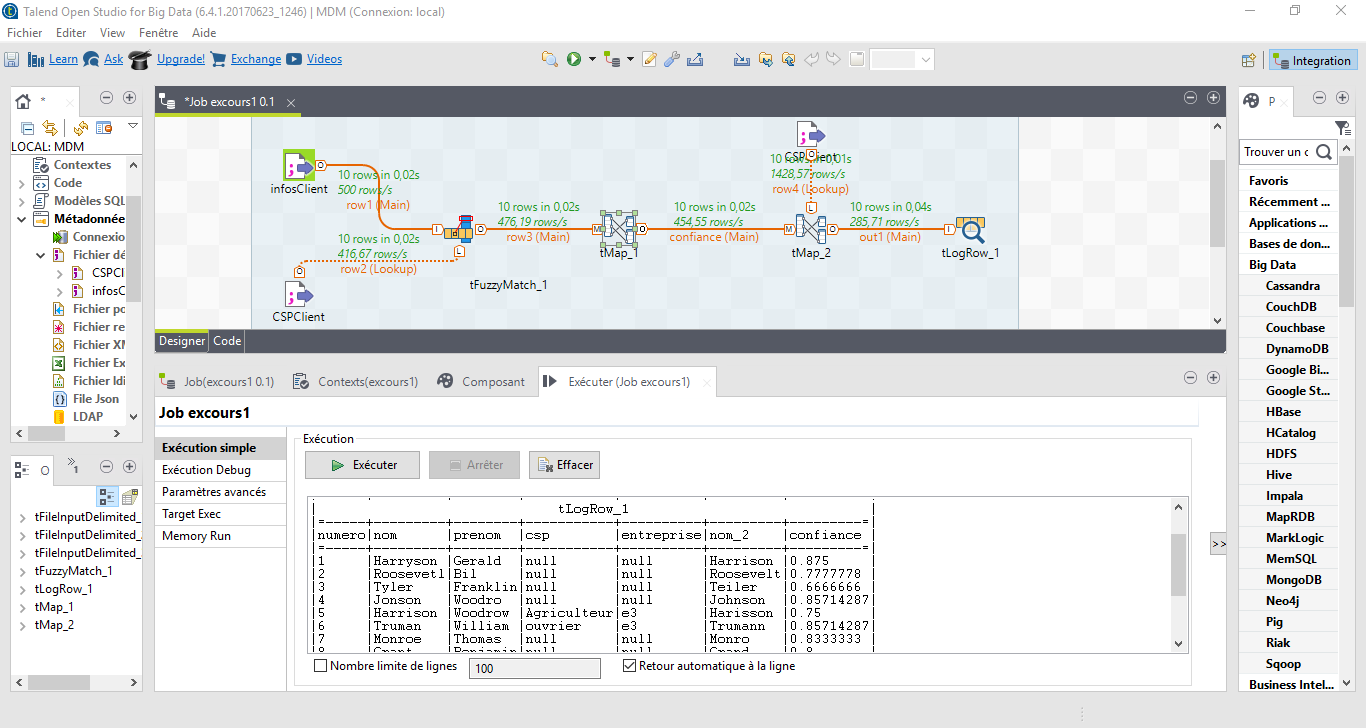 Talend Open Studio for Big Data (6.4.1.20170623_1246) | MDM (Connexion: local)
Fichier Editer View Fenêtre Aide
Learn Ask Upgrade! Exchange Videos
Integration
*
LOCAL: MDM
Contextes
Code
Modèles SQL
Métadonnée
Connexio
Fichier dé
CSPCl
infosC
Fichier po
Fichier re
Fichier XM
Fichier Ex
Fichier ldi
File Json
LDAP
O
»1
tFileInputDelimited_
tFileInputDelimited_
tFileInputDelimited_
tFuzzyMatch_1
tLogRow_1
tMap_1
tMap_2
*Job excours1 0.1
infosClient
10 rows in 0,02s
500 rows/s
row1 (Main)
10 rows in 0,02s
416,67 rows/s
row2 (Lookup)
CSPClient
tFuzzyMatch_1
10 rows in 0,02s
476,19 rows/s
row3 (Main)
tMap_1
10 rows in 0,02s
454,55 rows/s
confiance (Main)
CSPClient
10 rows in 0,01s
1428,57 rows/s
row4 (Lookup)
tMap_2
10 rows in 0,04s
285,71 rows/s
out1 (Main)
tLogRow_1
Designer Code
Job(excours1 0.1) Contexts(excours1) Composant Exécuter (Job excours1)
Job excours1
Exécution simple
Exécution Debug
Paramètres avancés
Target Exec
Memory Run
Exécution
Exécuter Arrêter Effacer
tLogRow_1
|=------+---------+--------+-----------+----------+---------+----------=|
|numero|nom |prenom |csp |entreprise|nom_2 |confiance |
|=------+---------+--------+-----------+----------+---------+----------=|
|1 |Harryson |Gerald |null |null |Harrison |0.875 |
|2 |Roosevetl|Bil |null |null |Roosevelt|0.7777778 |
|3 |Tyler |Franklin|null |null |Teiler |0.6666666 |
|4 |Jonson |Woodro |null |null |Johnson |0.85714287|
|5 |Harrison |Woodrow |Agriculteur|e3 |Harisson |0.75 |
|6 |Truman |William |ouvrier |e3 |Trumann |0.85714287|
|7 |Monroe |Thomas |null |null |Monro |0.8333333 |
|8 |Grant |Benjamin|null |null |Grand |0.8 |
Nombre limite de lignes 100 Retour automatique à la ligne
>>
P
Trouver un c
Favoris
Récemment ...
Applications ...
Bases de don...
Big Data
Cassandra
CouchDB
Couchbase
DynamoDB
Google Bi...
Google St...
HBase
HCatalog
HDFS
Hive
Impala
MapRDB
MarkLogic
MemSQL
MongoDB
Neo4j
Pig
Riak
Sqoop
Business Intel...